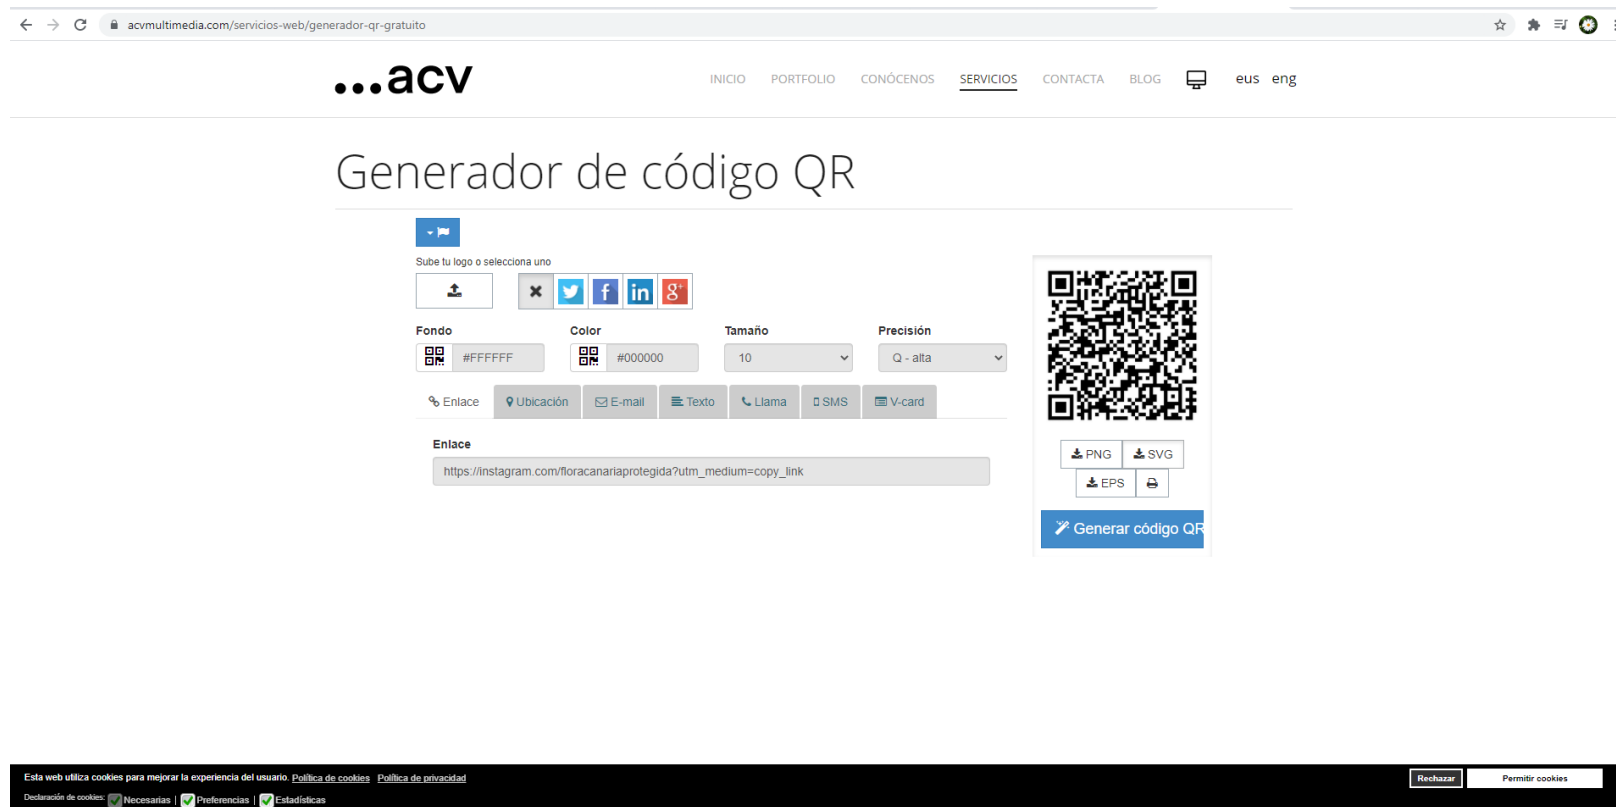 acvmultimedia.com/servicios-web/generador-qr-gratuito
...acv
INICIO PORTFOLIO CONÓCENOS SERVICIOS CONTACTA BLOG eus eng
Generador de código QR
Sube tu logo o selecciona uno
Fondo Color Tamaño Precisión
#FFFFFF #000000 10 Q - alta
Enlace Ubicación E-mail Texto Llama SMS V-card
Enlace
https://instagram.com/floracanariaprotegida?utm_medium=copy_link
PNG SVG
EPS
Generar código QR
Esta web utiliza cookies para mejorar la experiencia del usuario. Política de cookies Política de privacidad
Rechazar Permitir cookies
Declaración de cookies: Necesarias | Preferencias | Estadísticas